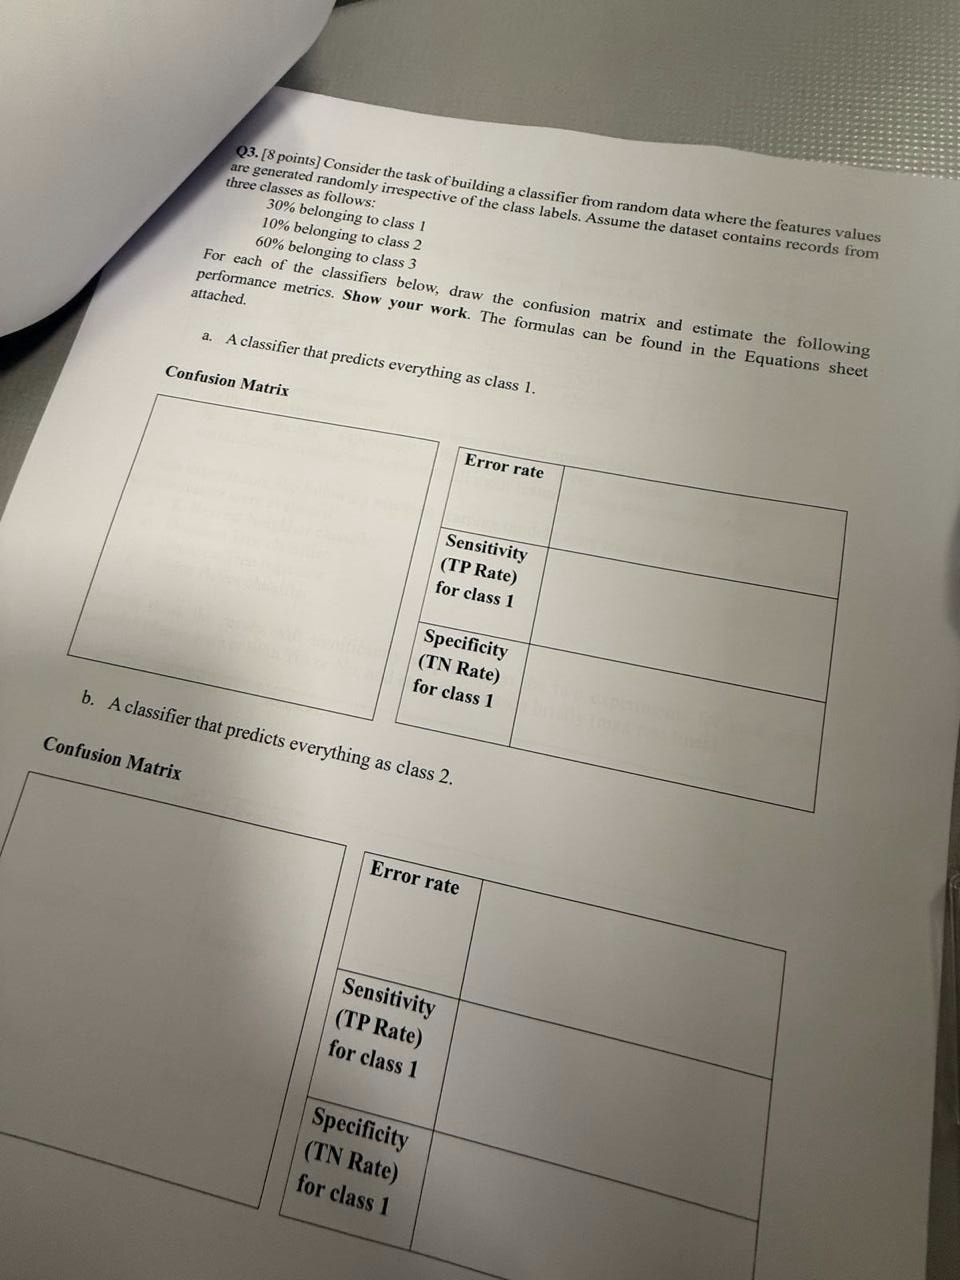 Q3. [8 points] Consider the task of building a classifier from random data where the features values
are generated randomly irrespective of the class labels. Assume the dataset contains records from
three classes as follows:
30% belonging to class 1
10% belonging to class 2
60% belonging to class 3
For each of the classifiers below, draw the confusion matrix and estimate the following
performance metrics. Show your work. The formulas can be found in the Equations sheet
attached.
a. A classifier that predicts everything as class 1.
Confusion Matrix
Error rate
Sensitivity
(TP Rate)
for class 1
Specificity
(TN Rate)
for class 1
b. A classifier that predicts everything as class 2.
Confusion Matrix
Error rate
Sensitivity
(TP Rate)
for class 1
Specificity
(TN Rate)
for class 1